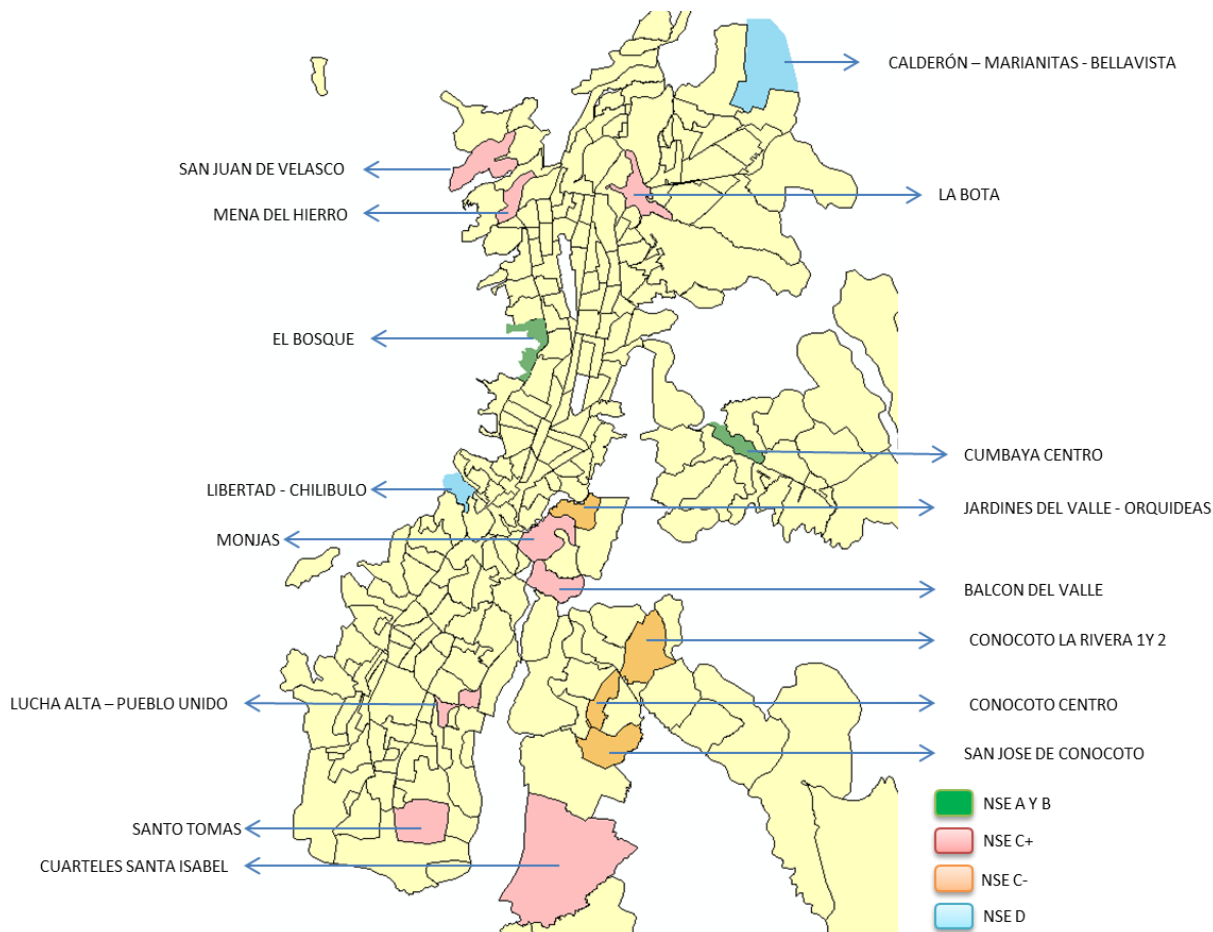 CALDERÓN – MARIANITAS - BELLAVISTA
SAN JUAN DE VELASCO
LA BOTA
MENA DEL HIERRO
EL BOSQUE
CUMBAYA CENTRO
LIBERTAD - CHILIBULO
JARDINES DEL VALLE - ORQUIDEAS
MONJAS
BALCON DEL VALLE
CONOCOTO LA RIVERA 1Y 2
LUCHA ALTA – PUEBLO UNIDO
CONOCOTO CENTRO
SAN JOSE DE CONOCOTO
NSE A Y B
SANTO TOMAS
NSE C+
CUARTELES SANTA ISABEL
NSE C-
NSE D